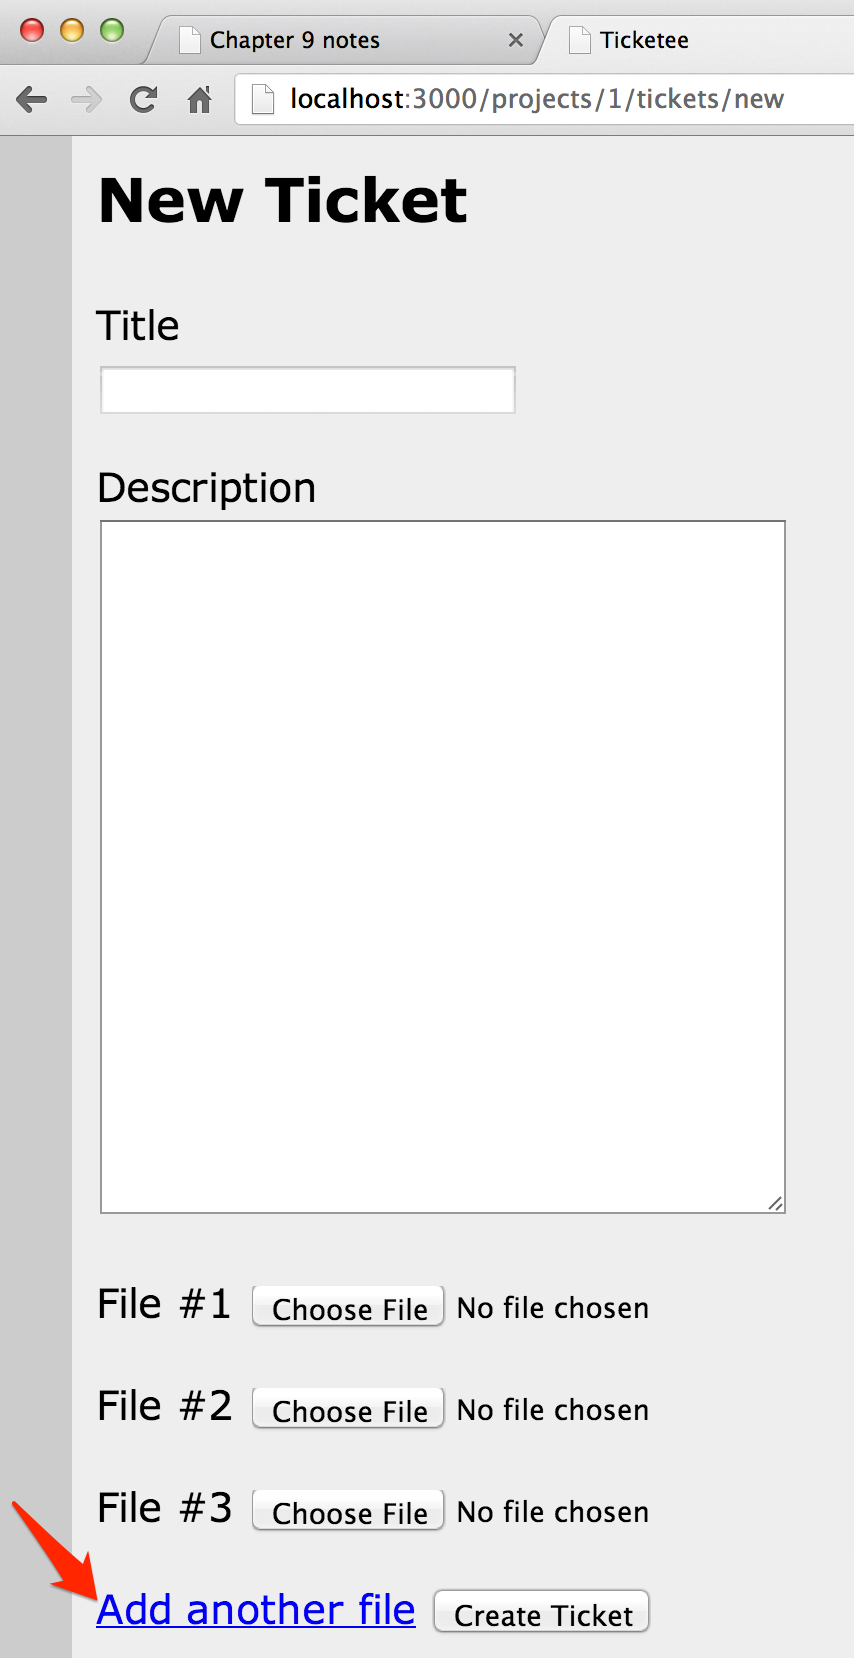 Chapter 9 notes Ticketee
localhost:3000/projects/1/tickets/new
New Ticket
Title
Description
File #1 Choose File No file chosen
File #2 Choose File No file chosen
File #3 Choose File No file chosen
Add another file Create Ticket